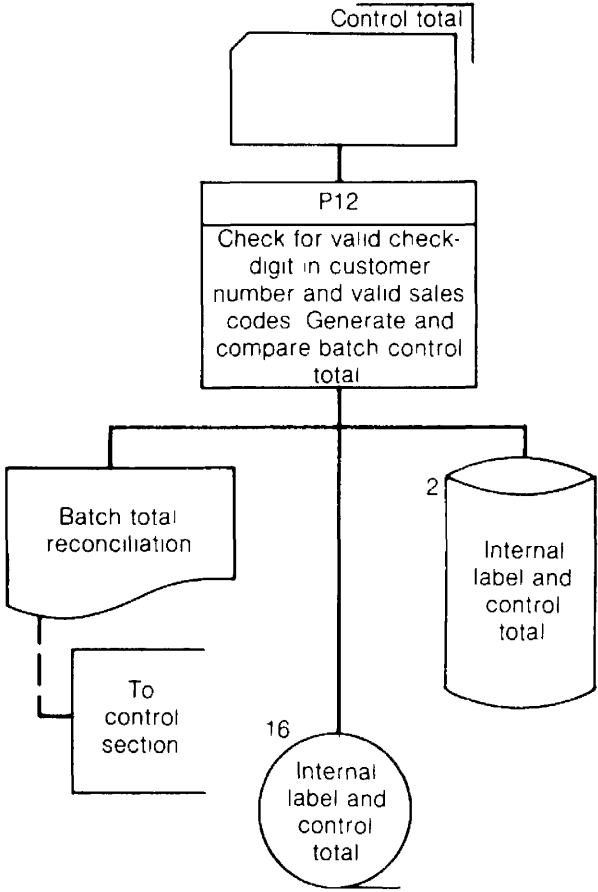 Control total
P12
Check for valid check-
digit in customer
number and valid sales
codes Generate and
compare batch control
total
Batch total
reconciliation
2
Internal
label and
control
total
To
control
section
16
Internal
label and
control
total